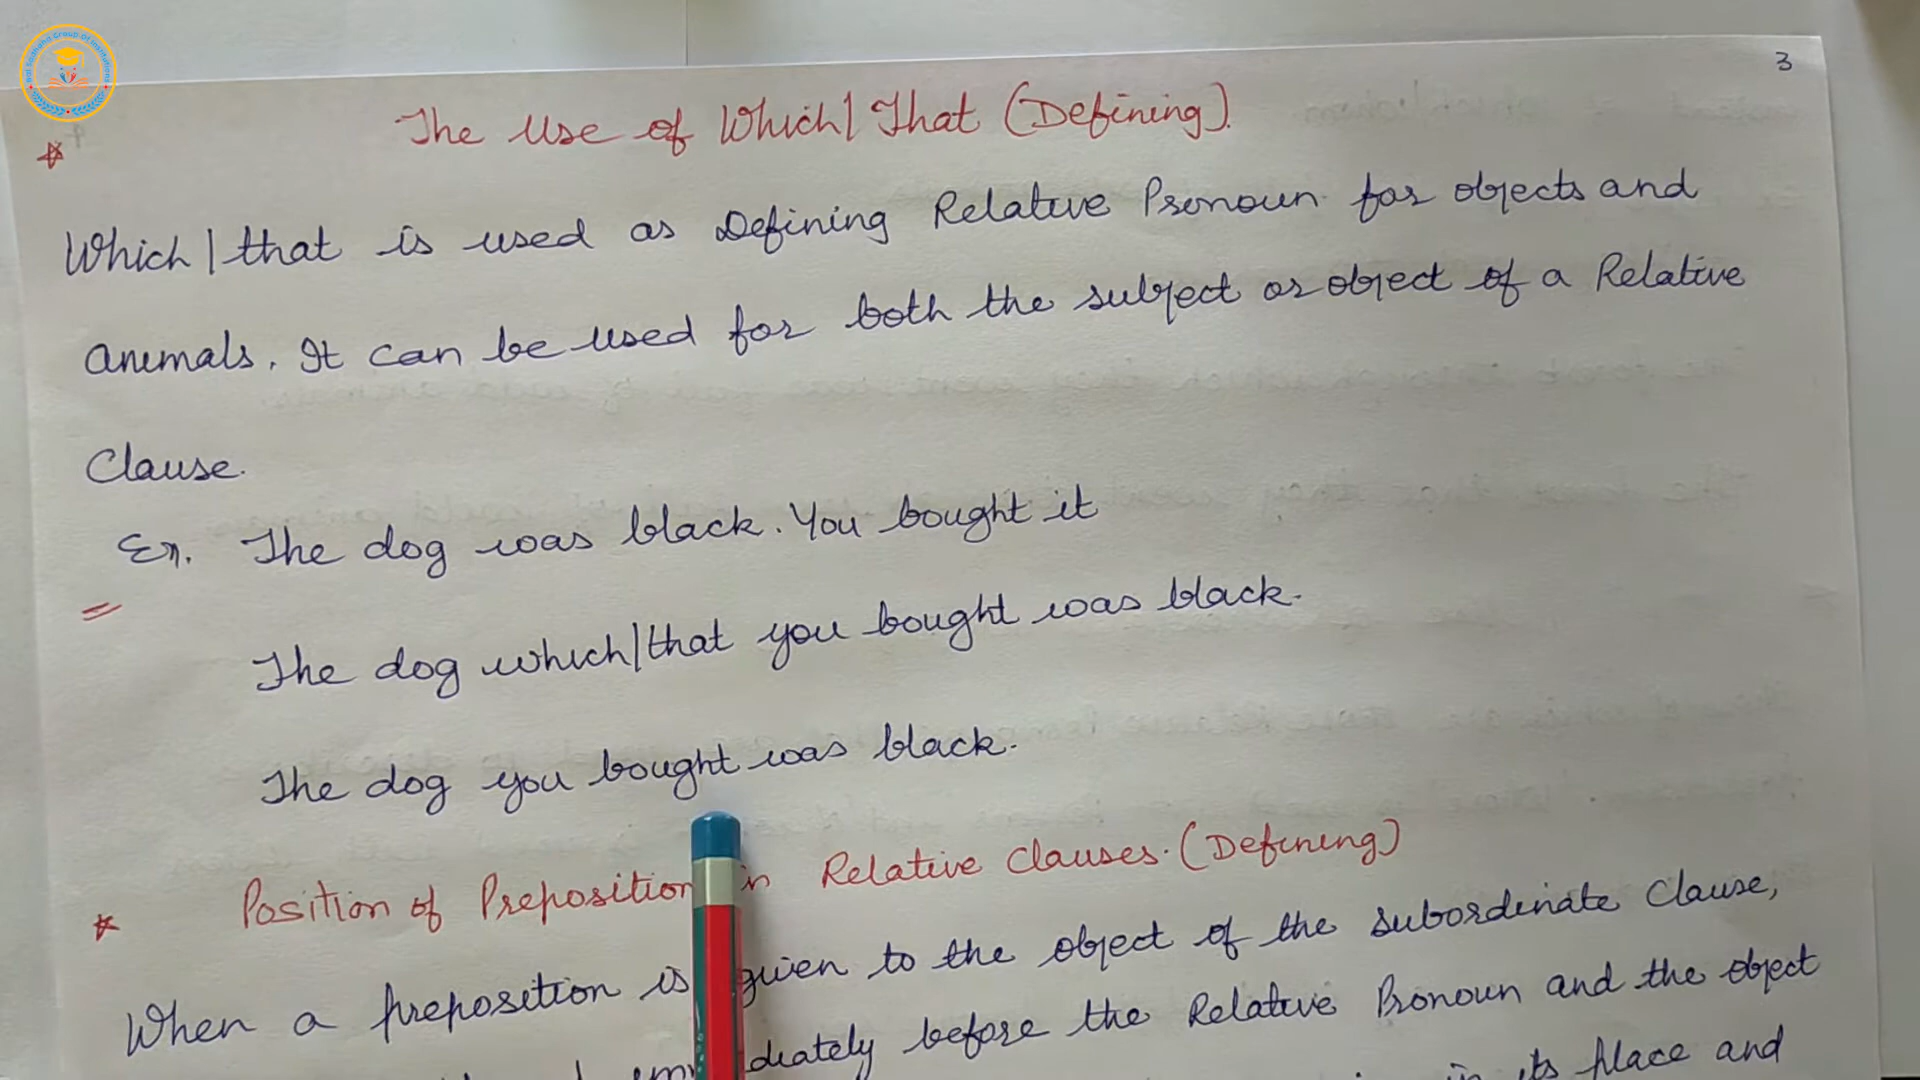 3
The Use of Which/That (Defining).
Which/that is used as Defining Relative Pronoun for objects and
animals. It can be used for both the subject or object of a Relative
Clause.
Ex. The dog was black. You bought it
The dog which/that you bought was black.
The dog you bought was black.
Position of Preposition in Relative Clauses. (Defining)
When a preposition is given to the object of the subordinate Clause,
diately before the Relative Pronoun and the object
in its place and